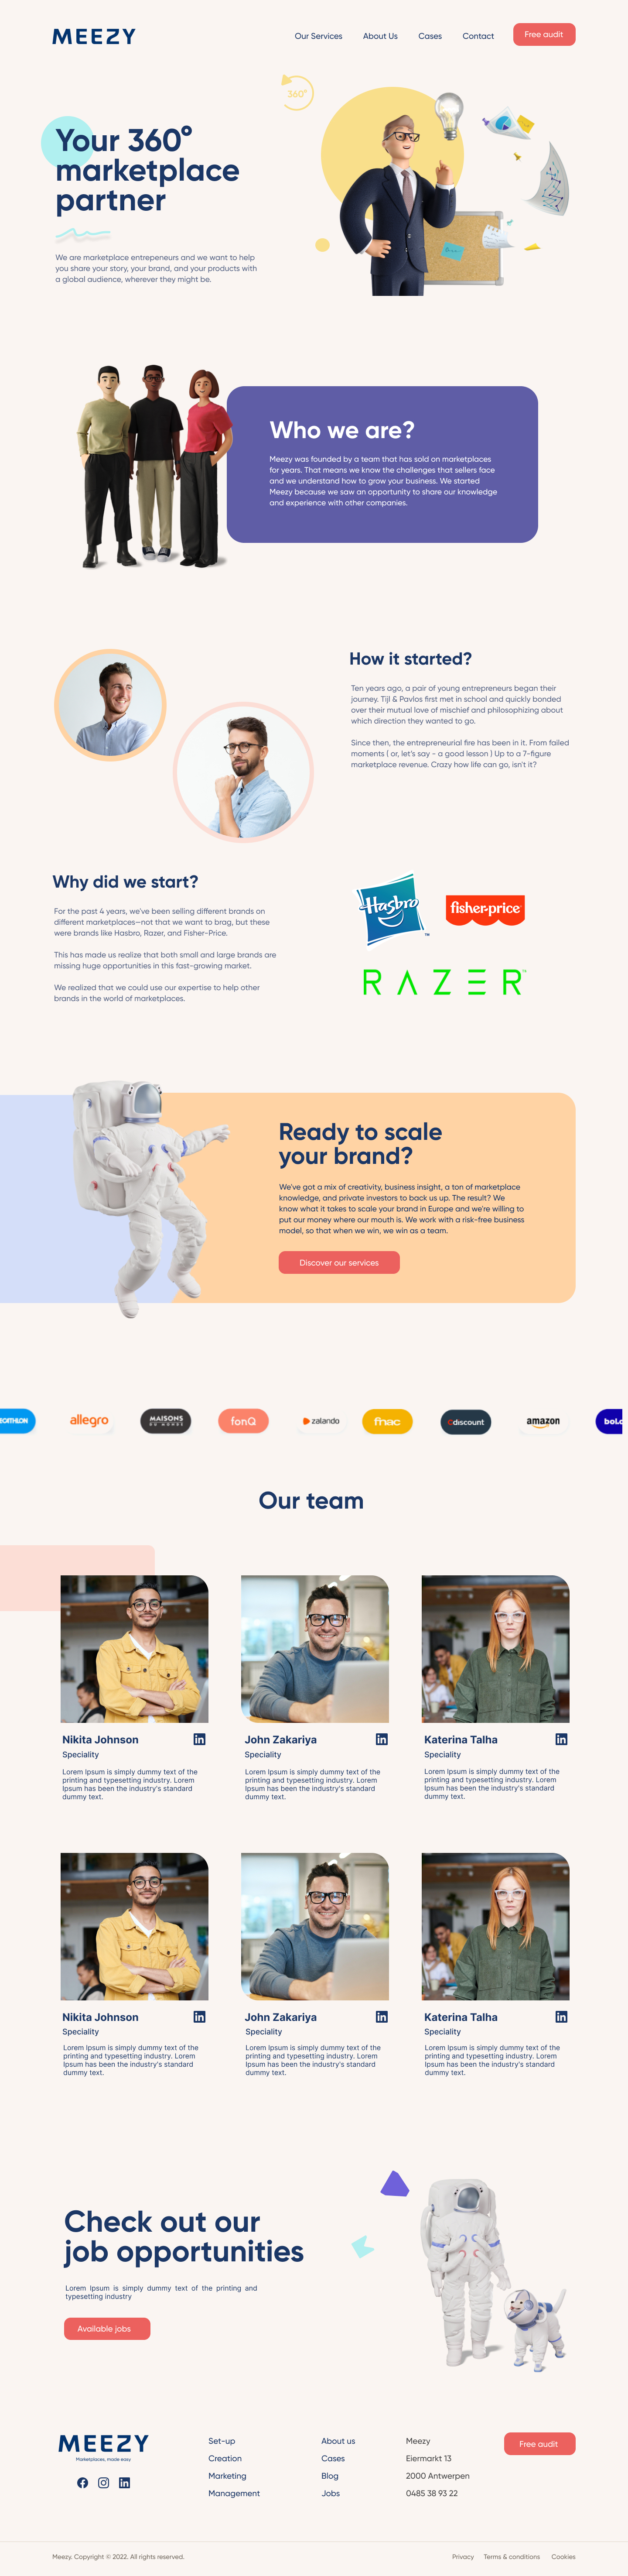 MEEZY
Our Services
About Us
Cases
Contact
Free audit
360°
Your 360°
marketplace
partner
We are marketplace entrepeneurs and we want to help
you share your story, your brand, and your products with
a global audience, wherever they might be.
Who we are?
Meezy was founded by a team that has sold on marketplaces
for years. That means we know the challenges that sellers face
and we understand how to grow your business. We started
Meezy because we saw an opportunity to share our knowledge
and experience with other companies.
How it started?
Ten years ago, a pair of young entrepreneurs began their
journey. Tijl & Pavlos first met in school and quickly bonded
over their mutual love of mischief and philosophizing about
which direction they wanted to go.
Since then, the entrepreneurial fire has been in it. From failed
moments ( or, let's say - a good lesson ) Up to a 7-figure
marketplace revenue. Crazy how life can go, isn't it?
Why did we start?
For the past 4 years, we've been selling different brands on
different marketplaces—not that we want to brag, but these
were brands like Hasbro, Razer, and Fisher-Price.
This has made us realize that both small and large brands are
missing huge opportunities in this fast-growing market.
We realized that we could use our expertise to help other
brands in the world of marketplaces.
Hasbro
TM
fisher-price
RAZER
Ready to scale
your brand?
We've got a mix of creativity, business insight, a ton of marketplace
knowledge, and private investors to back us up. The result? We
know what it takes to scale your brand in Europe and we're willing to
put our money where our mouth is. We work with a risk-free business
model, so that when we win, we win as a team.
Discover our services
ECATHLON
allegro
MAISONS
DU MONDE
fonQ
zalando
fnac
Cdiscount
amazon
bol.c
Our team
Nikita Johnson
Speciality
Lorem Ipsum is simply dummy text of the
printing and typesetting industry. Lorem
Ipsum has been the industry's standard
dummy text.
John Zakariya
Speciality
Lorem Ipsum is simply dummy text of the
printing and typesetting industry. Lorem
Ipsum has been the industry's standard
dummy text.
Katerina Talha
Speciality
Lorem Ipsum is simply dummy text of the
printing and typesetting industry. Lorem
Ipsum has been the industry's standard
dummy text.
Nikita Johnson
Speciality
Lorem Ipsum is simply dummy text of the
printing and typesetting industry. Lorem
Ipsum has been the industry's standard
dummy text.
John Zakariya
Speciality
Lorem Ipsum is simply dummy text of the
printing and typesetting industry. Lorem
Ipsum has been the industry's standard
dummy text.
Katerina Talha
Speciality
Lorem Ipsum is simply dummy text of the
printing and typesetting industry. Lorem
Ipsum has been the industry's standard
dummy text.
Check out our
job opportunities
Lorem Ipsum is simply dummy text of the printing and
typesetting industry
Available jobs
MEEZY
Marketplaces, made easy
Set-up
Creation
Marketing
Management
About us
Cases
Blog
Jobs
Meezy
Eiermarkt 13
2000 Antwerpen
0485 38 93 22
Free audit
Meezy. Copyright © 2022. All rights reserved.
Privacy
Terms & conditions
Cookies